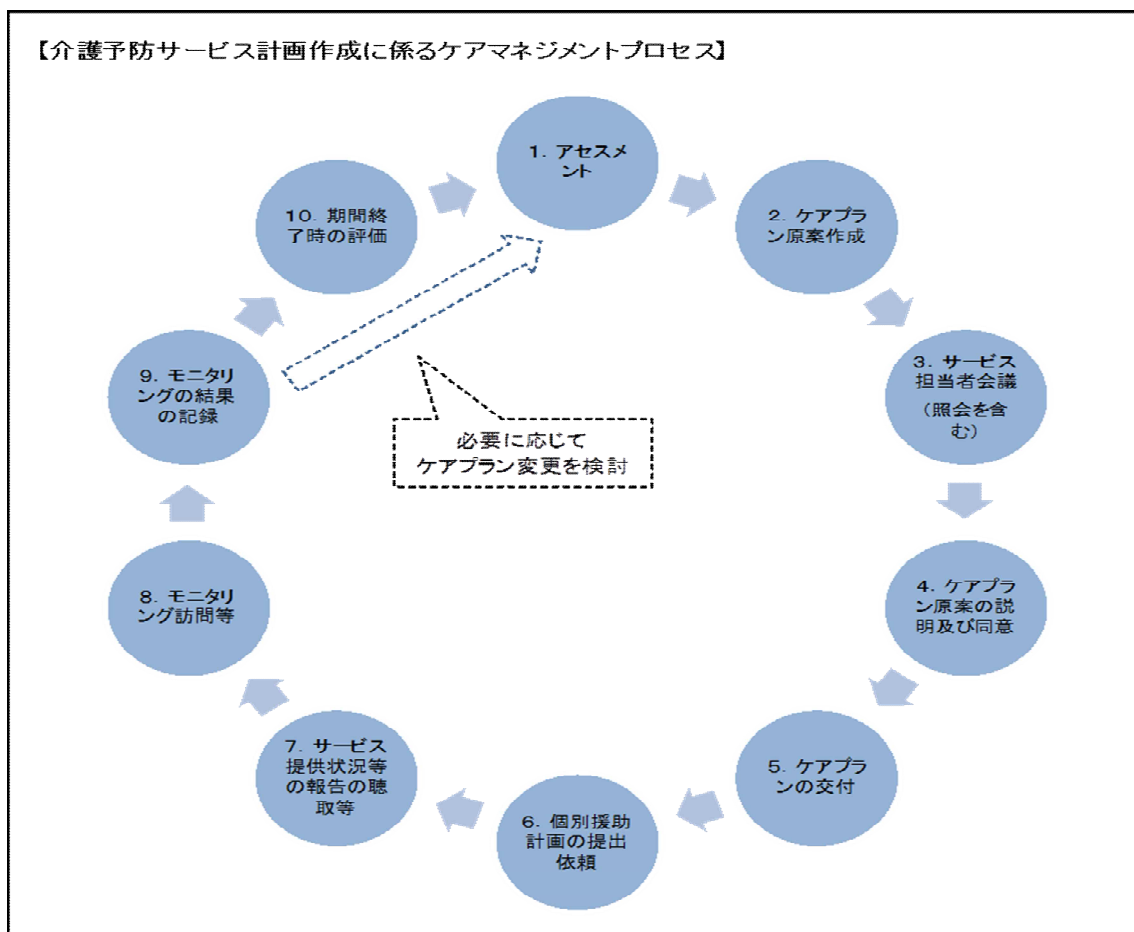 【介護予防サービス計画作成に係るケアマネジメントプロセス】
1. アセスメ
ント
2. ケアプラ
ン原案作成
3. サービス
担当者会議
(照会を含
む)
4. ケアプラ
ン原案の説
明及び同意
5. ケアプラ
ンの交付
6. 個別援助
計画の提出
依頼
7. サービス
提供状況等
の報告の聴
取等
8. モニタリ
ング訪問等
9. モニタリ
ングの結果
の記録
10. 期間終
了時の評価
必要に応じて
ケアプラン変更を検討